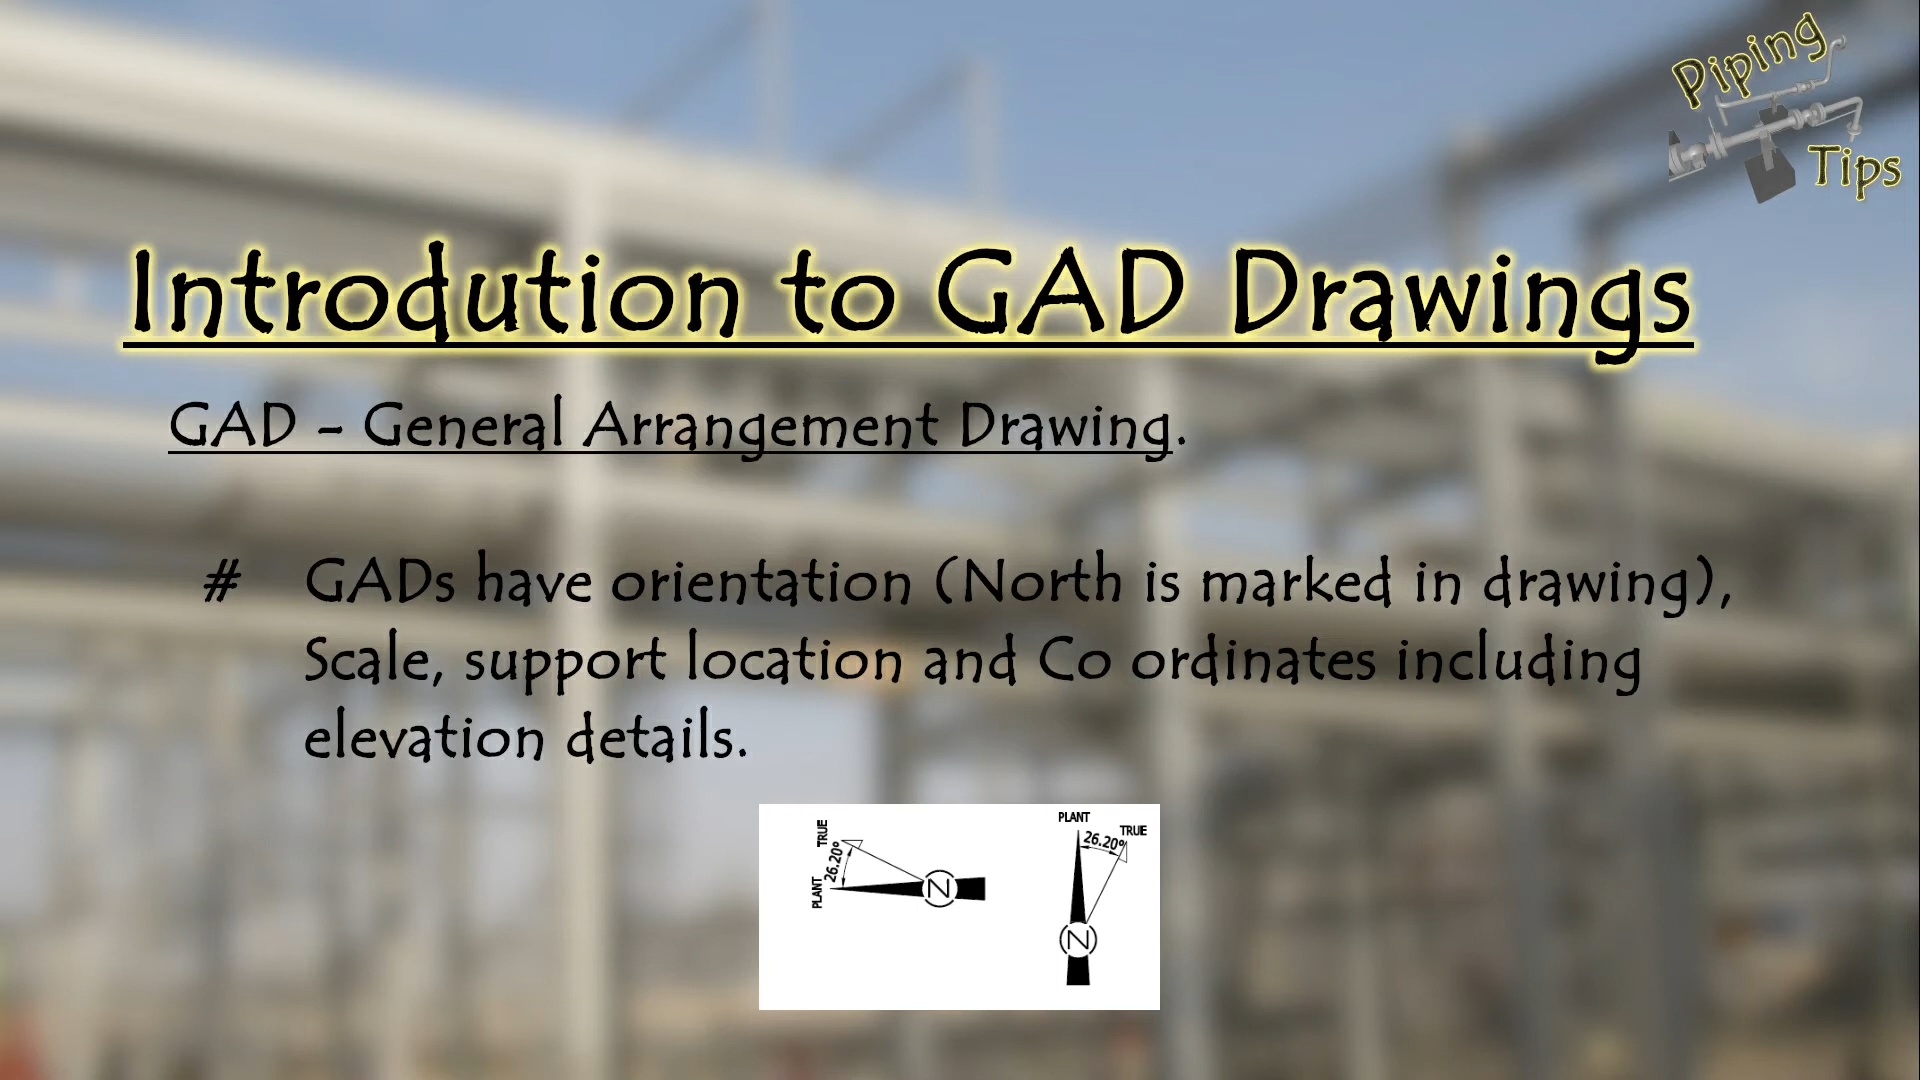 Piping
Tips
Introdution to GAD Drawings
GAD - General Arrangement Drawing.
# GADs have orientation (North is marked in drawing),
Scale, support location and Co ordinates including
elevation details.
TRUE
26.20°
PLANT
N
PLANT
TRUE
26.20°
N